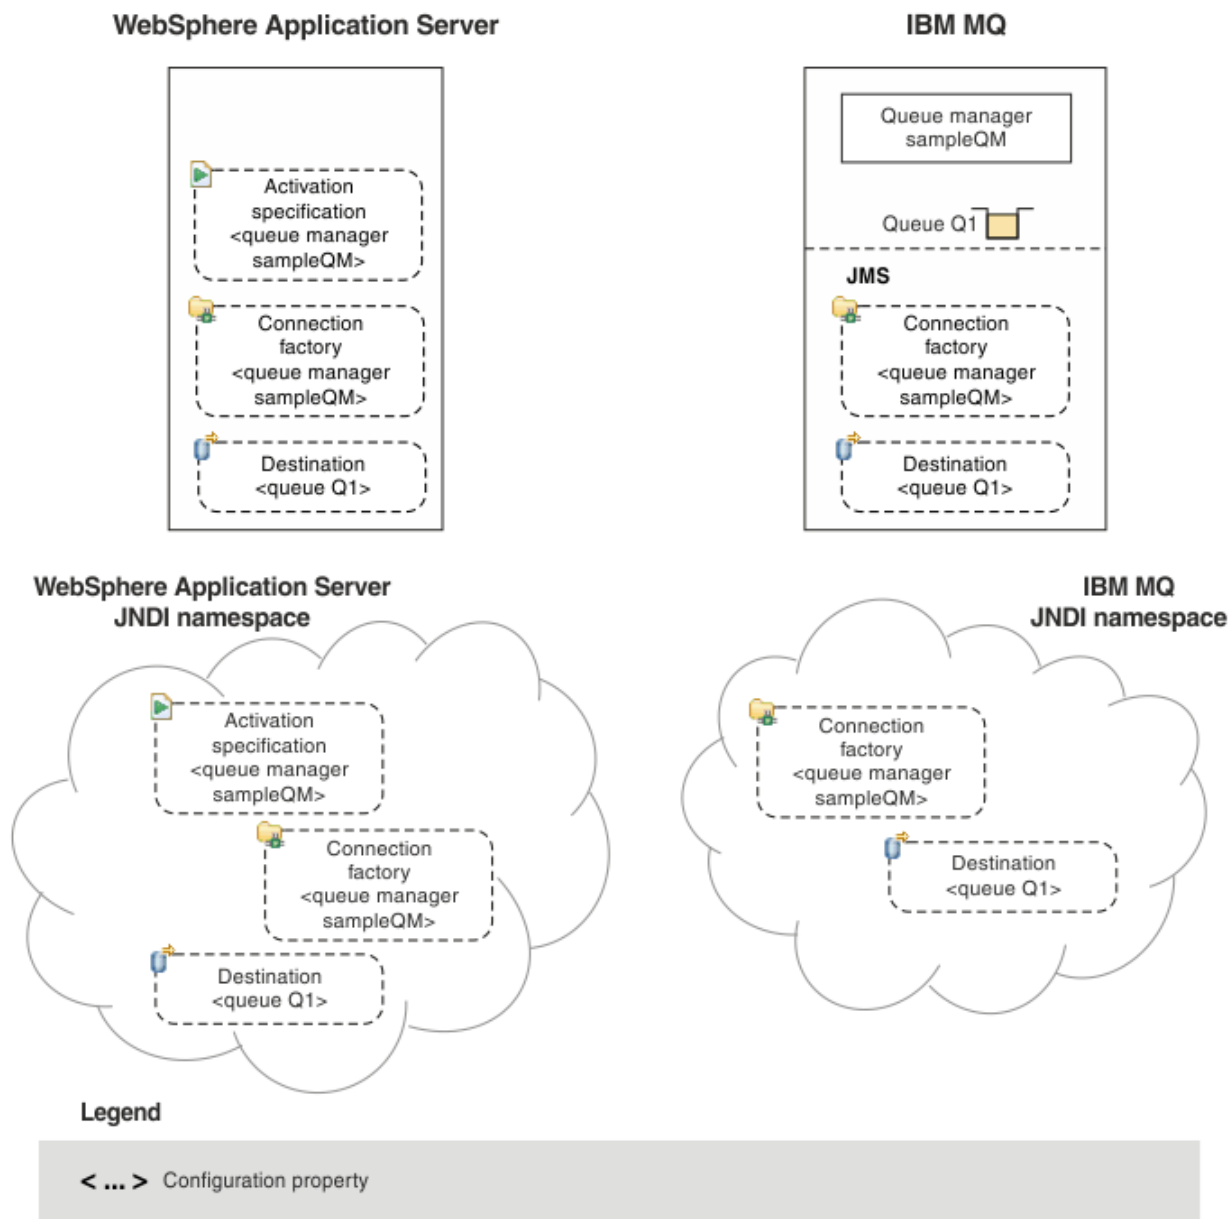 WebSphere Application Server
Activation
specification
<queue manager
sampleQM>
Connection
factory
<queue manager
sampleQM>
Destination
<queue Q1>
IBM MQ
Queue manager
sampleQM
Queue Q1
JMS
Connection
factory
<queue manager
sampleQM>
Destination
<queue Q1>
WebSphere Application Server
JNDI namespace
Activation
specification
<queue manager
sampleQM>
Connection
factory
<queue manager
sampleQM>
Destination
<queue Q1>
IBM MQ
JNDI namespace
Connection
factory
<queue manager
sampleQM>
Destination
<queue Q1>
Legend
< ... > Configuration property